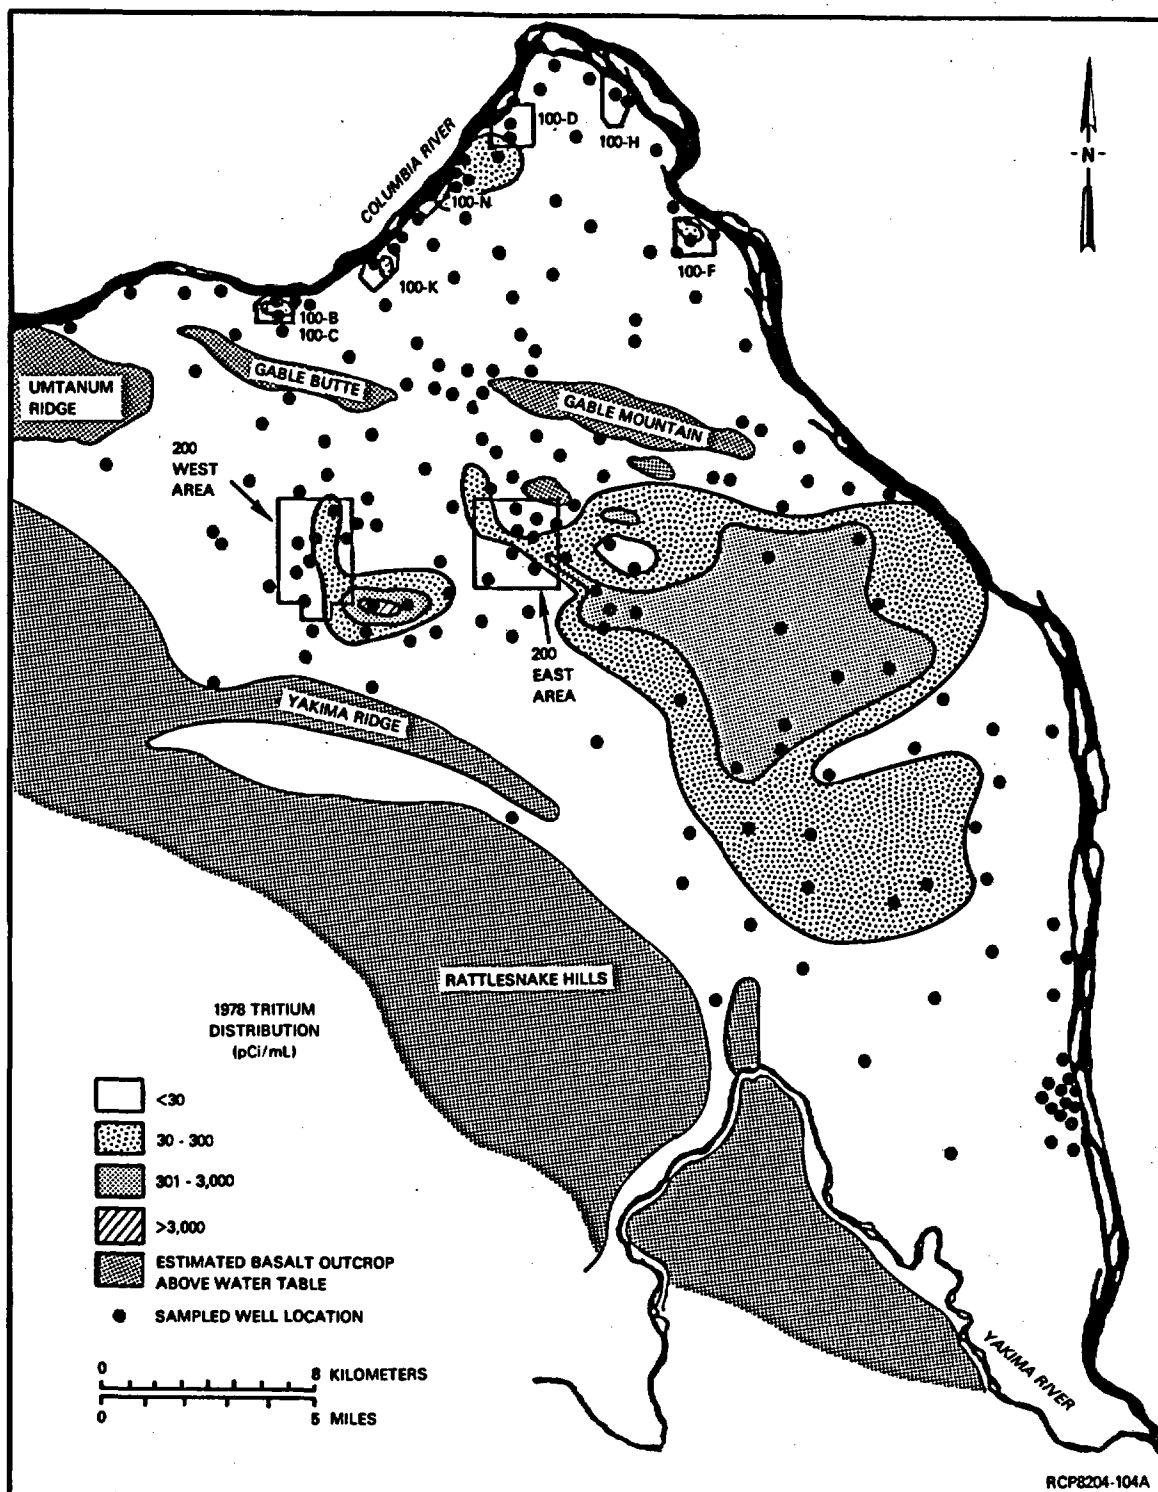 COLUMBIA RIVER
100-D
100-H
-N-
100-N
100-F
100-K
100-B
100-C
UMTANUM
RIDGE
GABLE BUTTE
GABLE MOUNTAIN
200
WEST
AREA
200
EAST
AREA
YAKIMA RIDGE
RATTLESNAKE HILLS
1978 TRITIUM
DISTRIBUTION
(pCi/mL)
<30
30 - 300
301 - 3,000
>3,000
ESTIMATED BASALT OUTCROP
ABOVE WATER TABLE
SAMPLED WELL LOCATION
0 8 KILOMETERS
0 5 MILES
YAKIMA RIVER
RCP8204-104A